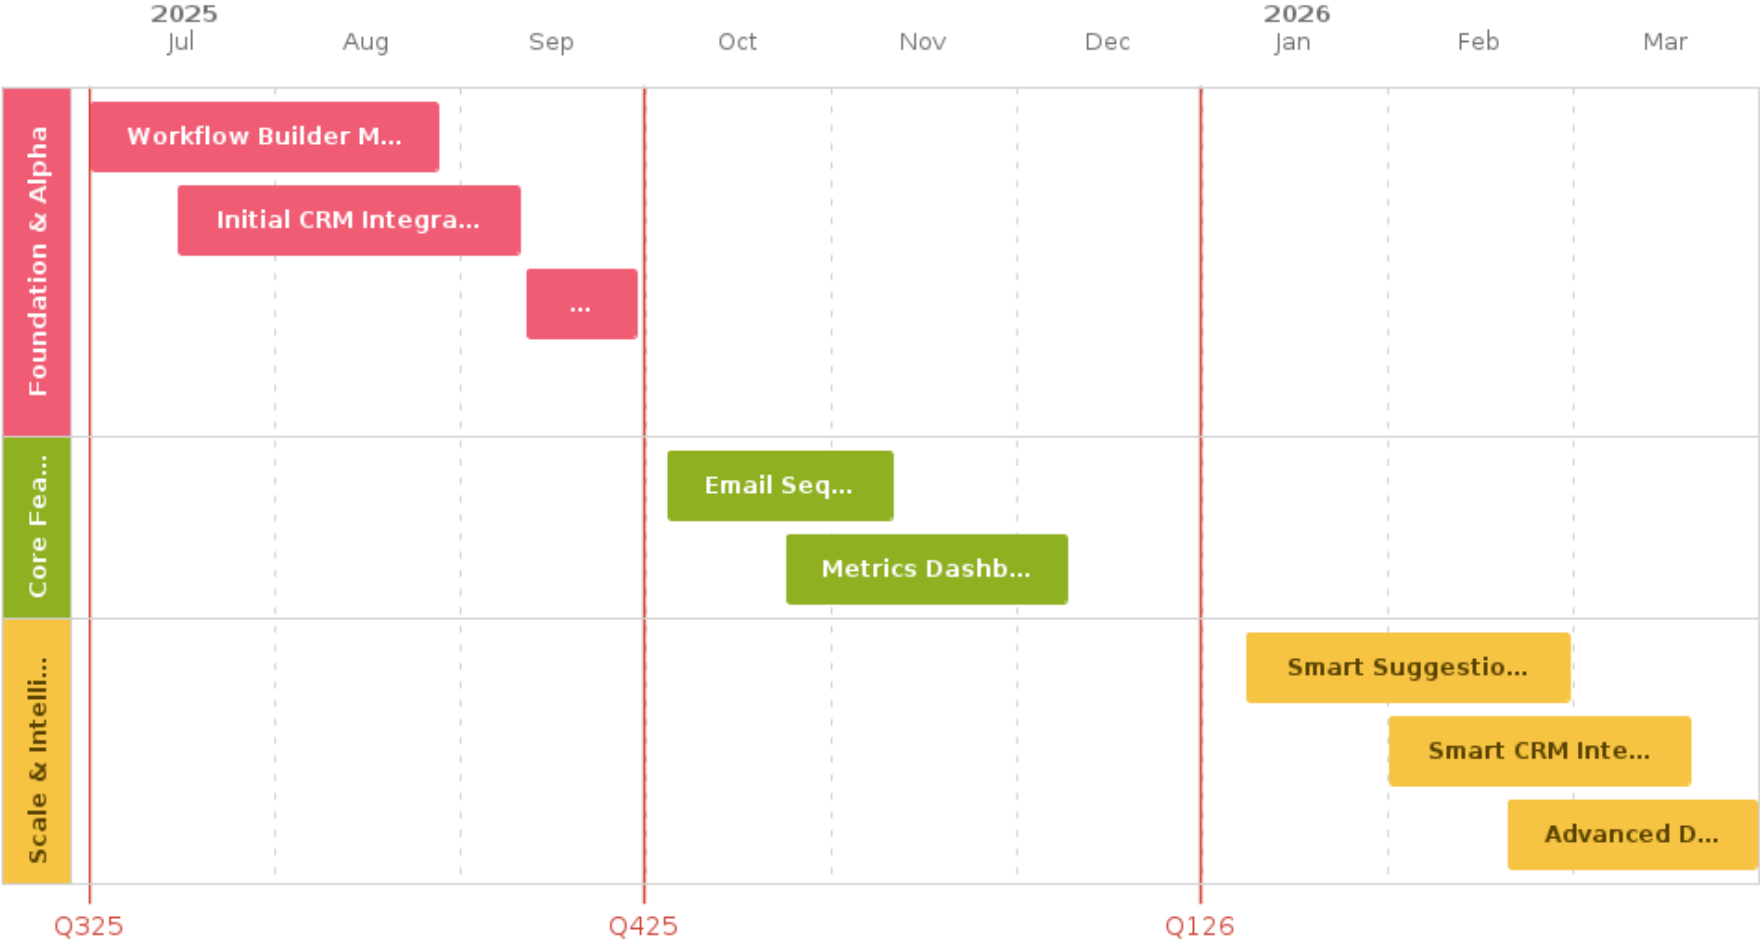 2025
2026
Jul
Aug
Sep
Oct
Nov
Dec
Jan
Feb
Mar
Foundation & Alpha
Workflow Builder M...
Initial CRM Integra...
...
Core Fea...
Email Seq...
Metrics Dashb...
Scale & Intelli...
Smart Suggestio...
Smart CRM Inte...
Advanced D...
Q325
Q425
Q126